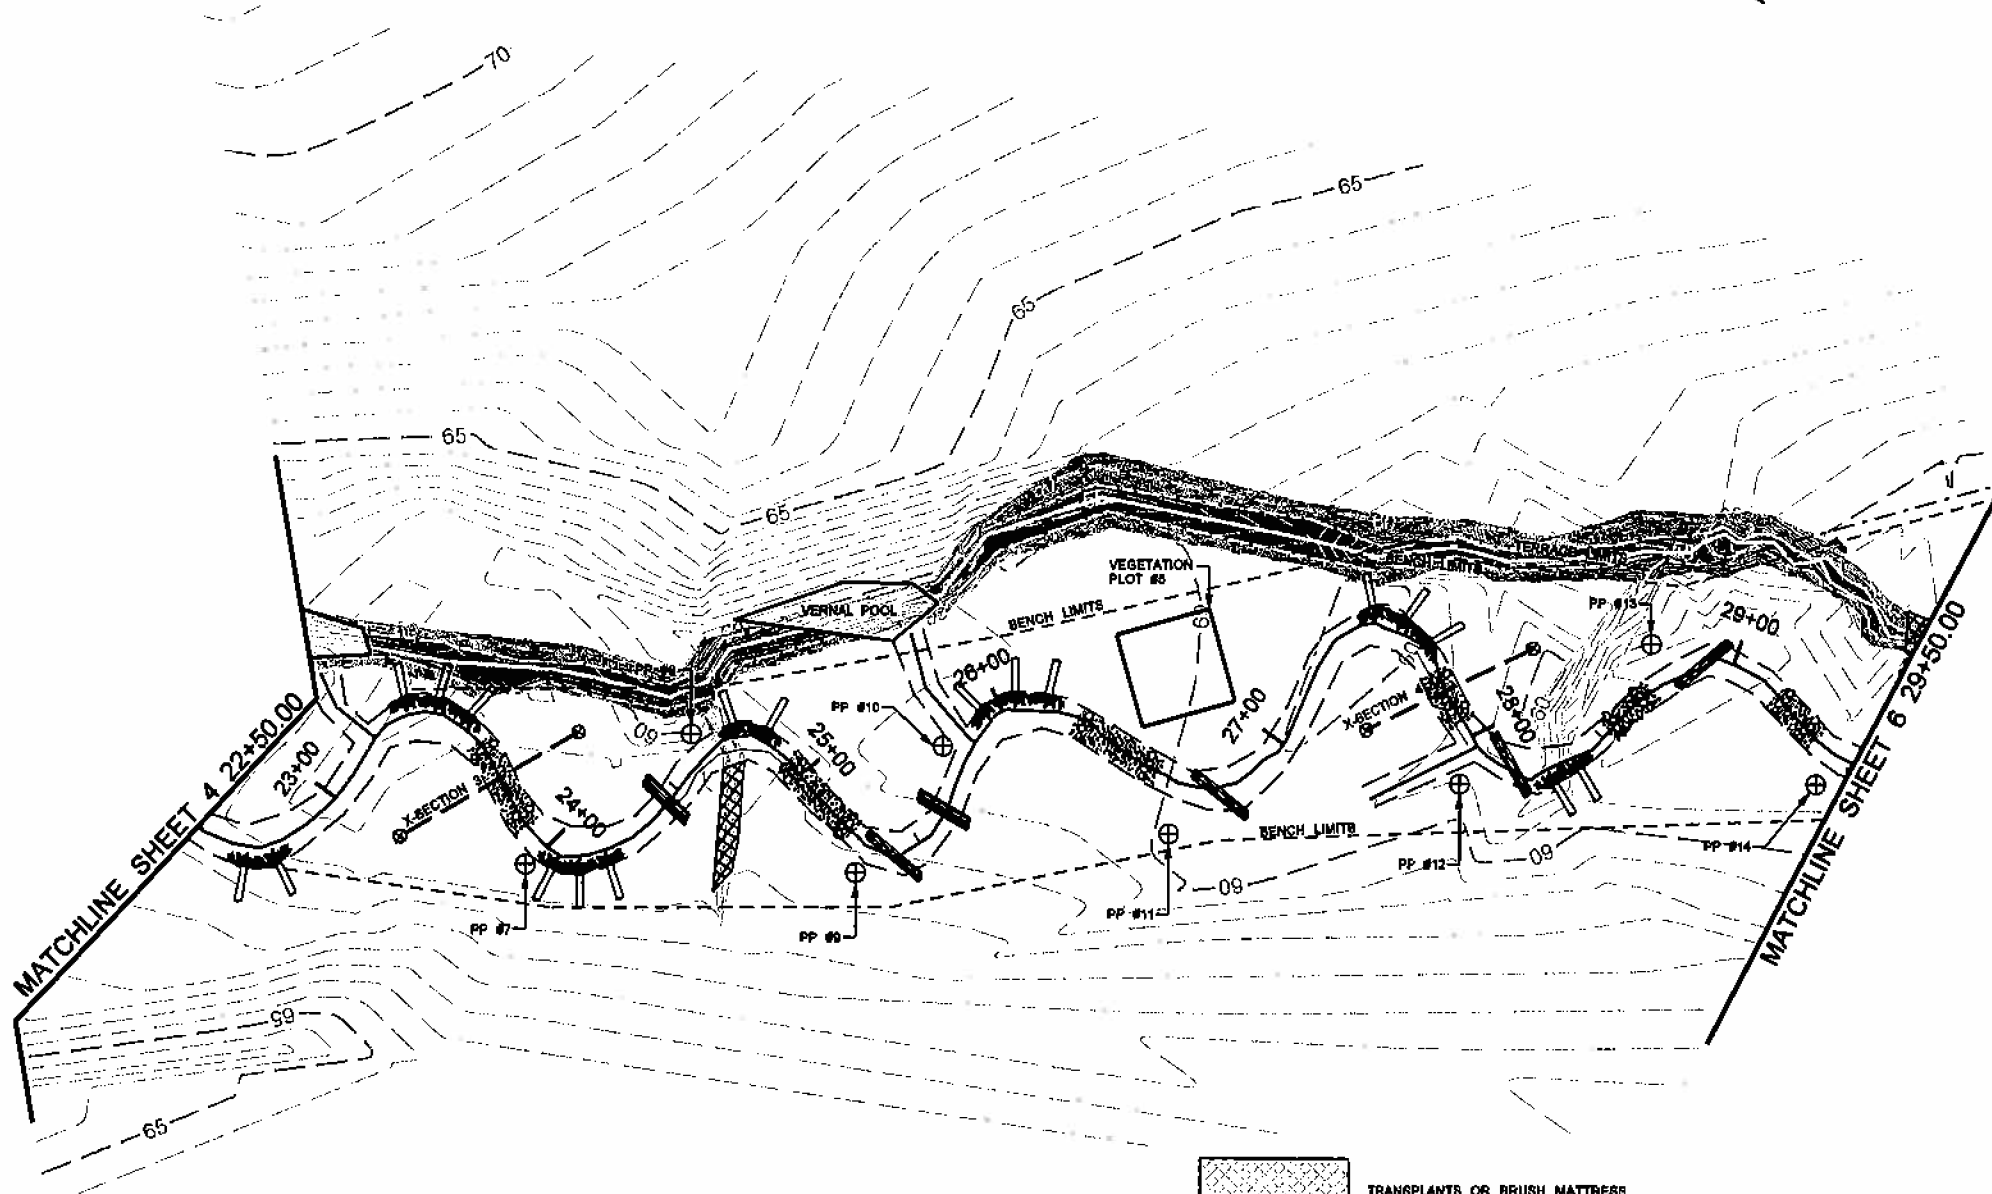 70
65
65
65
65
VEGETATION
PLOT #5
VERNAL POOL
BENCH LIMITS
TERRACE LIMITS
BENCH LIMITS
PP #13
29+00
60
26+00
PP #10
60
27+00
X-SECTION 4
28+00
60
25+00
23+00
X-SECTION 3
24+00
MATCHLINE SHEET 4 22+50.00
MATCHLINE SHEET 6 29+50.00
BENCH LIMITS
PP #12
60
PP #14
60
PP #11
PP #7
PP #9
65
65
TRANSPLANTS OR BRUSH MATTRESS